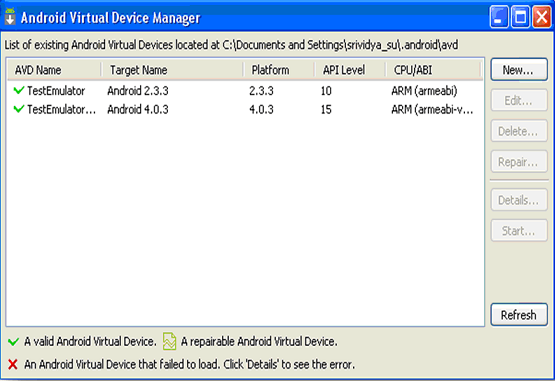 Android Virtual Device Manager
List of existing Android Virtual Devices located at C:\Documents and Settings\srividya_su\.android\avd
AVD Name Target Name Platform API Level CPU/ABI
TestEmulator Android 2.3.3 2.3.3 10 ARM (armeabi)
TestEmulator... Android 4.0.3 4.0.3 15 ARM (armeabi-v...
New...
Edit...
Delete...
Repair...
Details...
Start...
Refresh
A valid Android Virtual Device. A repairable Android Virtual Device.
An Android Virtual Device that failed to load. Click 'Details' to see the error.